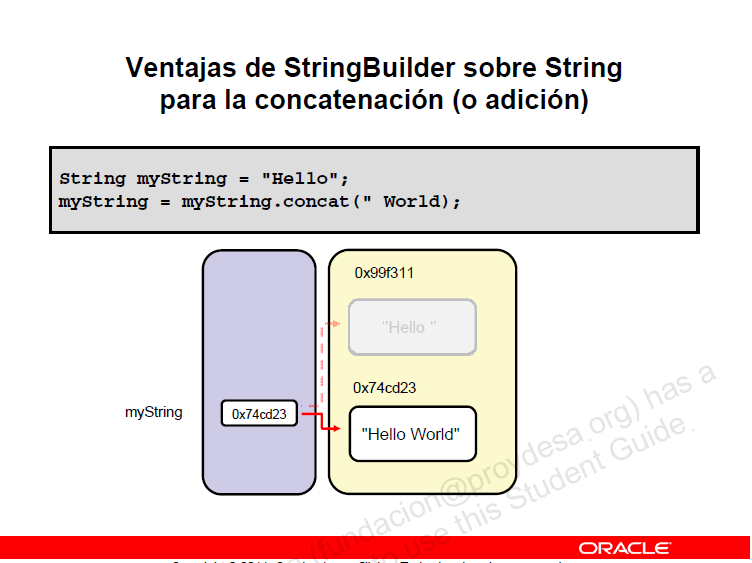 Ventajas de StringBuilder sobre String
para la concatenación (o adición)
String myString = "Hello";
myString = myString.concat(" World);
0x99f311
"Hello "
0x74cd23
myString
0x74cd23
"Hello World"
(fundacion@proydesa.org) has a
to use this Student Guide.
ORACLE